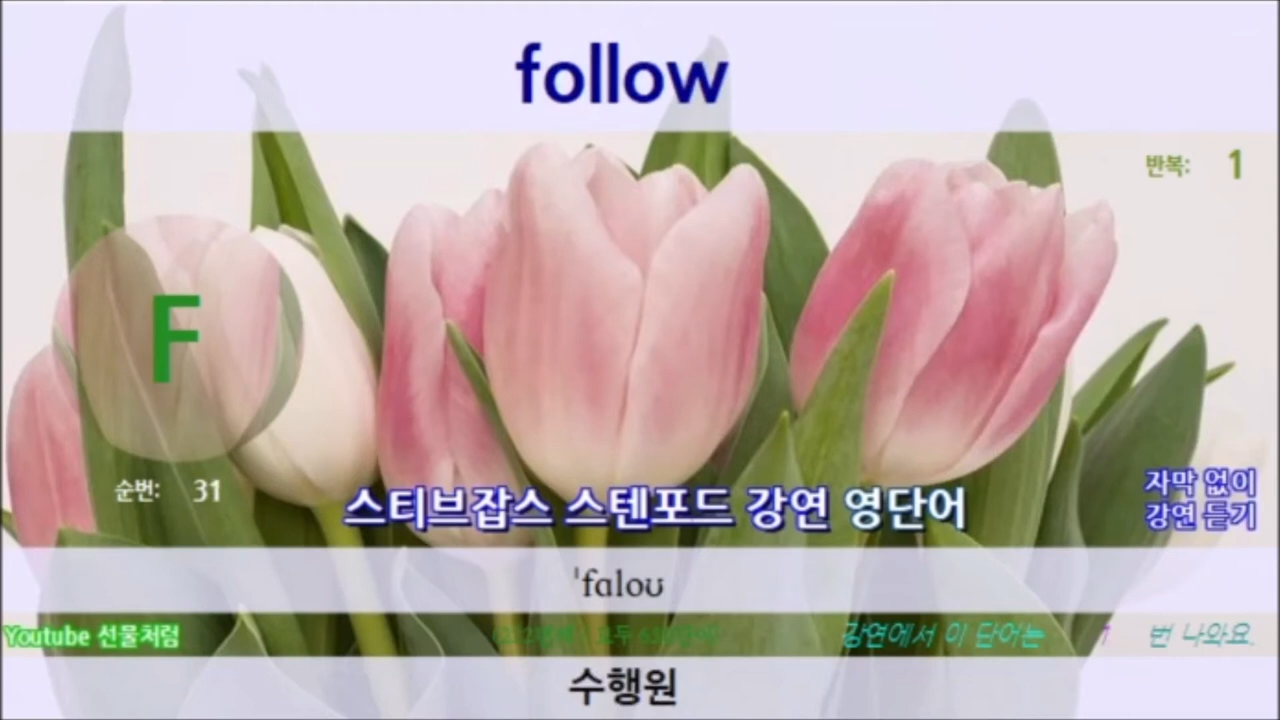 follow
반복: 1
F
순번: 31
스티브잡스 스텐포드 강연 영단어
자막 없이
강연 듣기
ˈfɑloʊ
Youtube 선물처럼
강연에서 이 단어는 번 나와요.
수행원